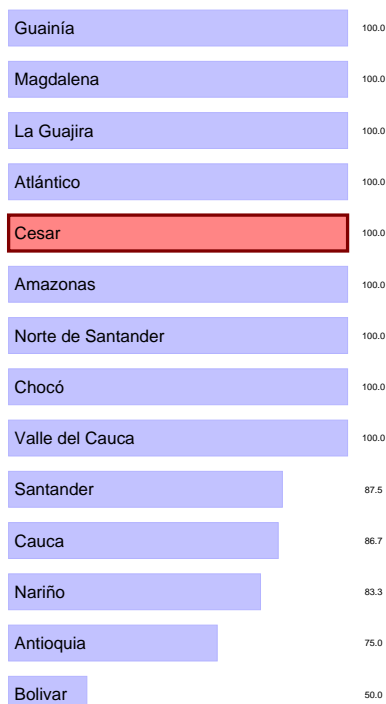 Guainía 100.0
Magdalena 100.0
La Guajira 100.0
Atlántico 100.0
Cesar 100.0
Amazonas 100.0
Norte de Santander 100.0
Chocó 100.0
Valle del Cauca 100.0
Santander 87.5
Cauca 86.7
Nariño 83.3
Antioquia 75.0
Bolivar 50.0